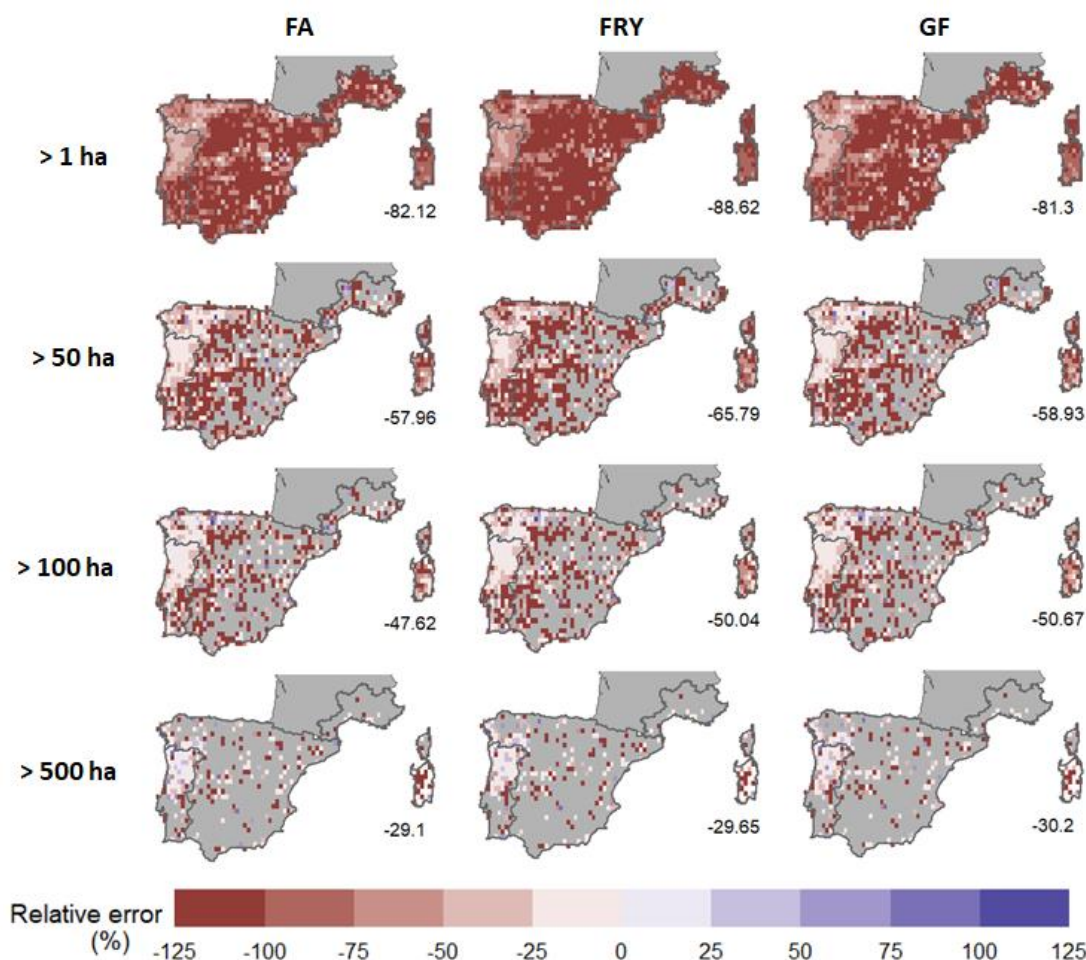 FA FRY GF
> 1 ha
-82.12 -88.62 -81.3
> 50 ha
-57.96 -65.79 -58.93
> 100 ha
-47.62 -50.04 -50.67
> 500 ha
-29.1 -29.65 -30.2
Relative error
(%)
-125 -100 -75 -50 -25 0 25 50 75 100 125